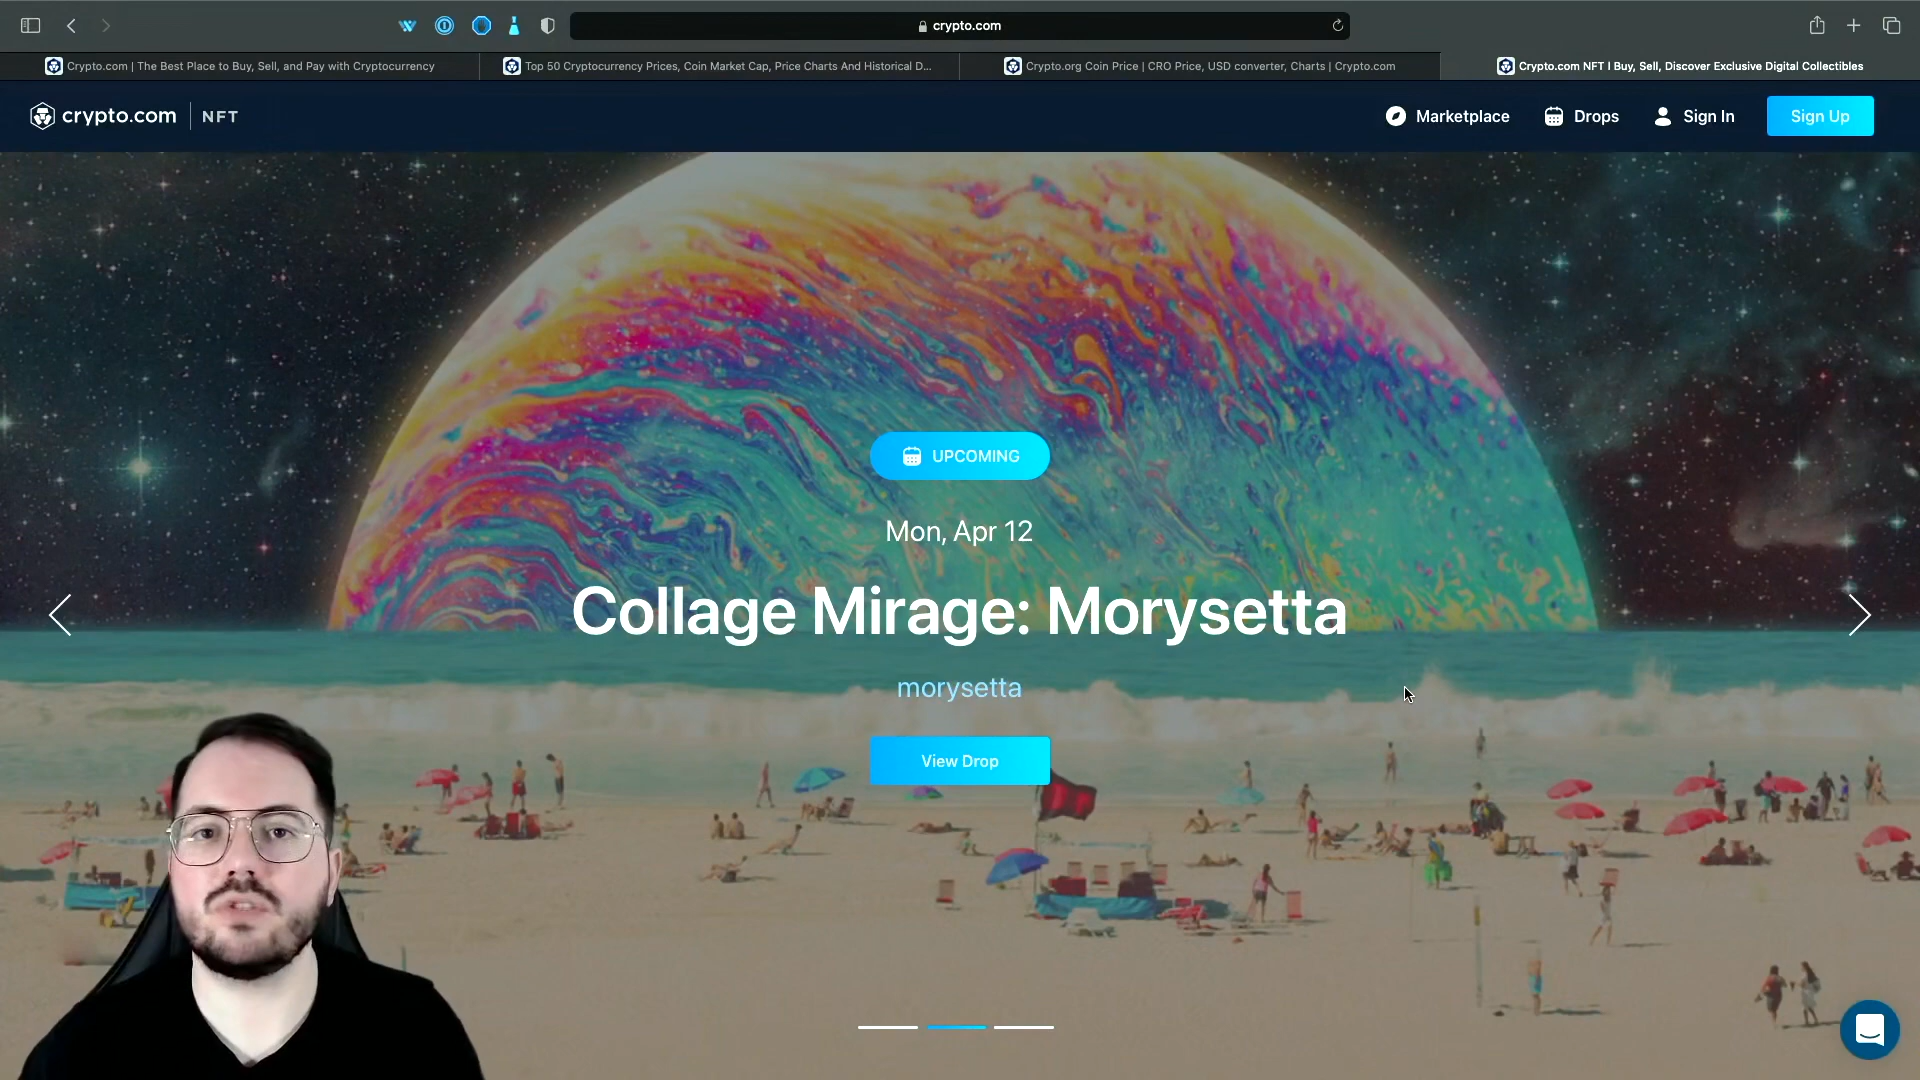 crypto.com
Crypto.com | The Best Place to Buy, Sell, and Pay with Cryptocurrency
Top 50 Cryptocurrency Prices, Coin Market Cap, Price Charts And Historical D...
Crypto.org Coin Price | CRO Price, USD converter, Charts | Crypto.com
Crypto.com NFT | Buy, Sell, Discover Exclusive Digital Collectibles
crypto.com | NFT
Marketplace
Drops
Sign In
Sign Up
UPCOMING
Mon, Apr 12
Collage Mirage: Morysetta
morysetta
View Drop